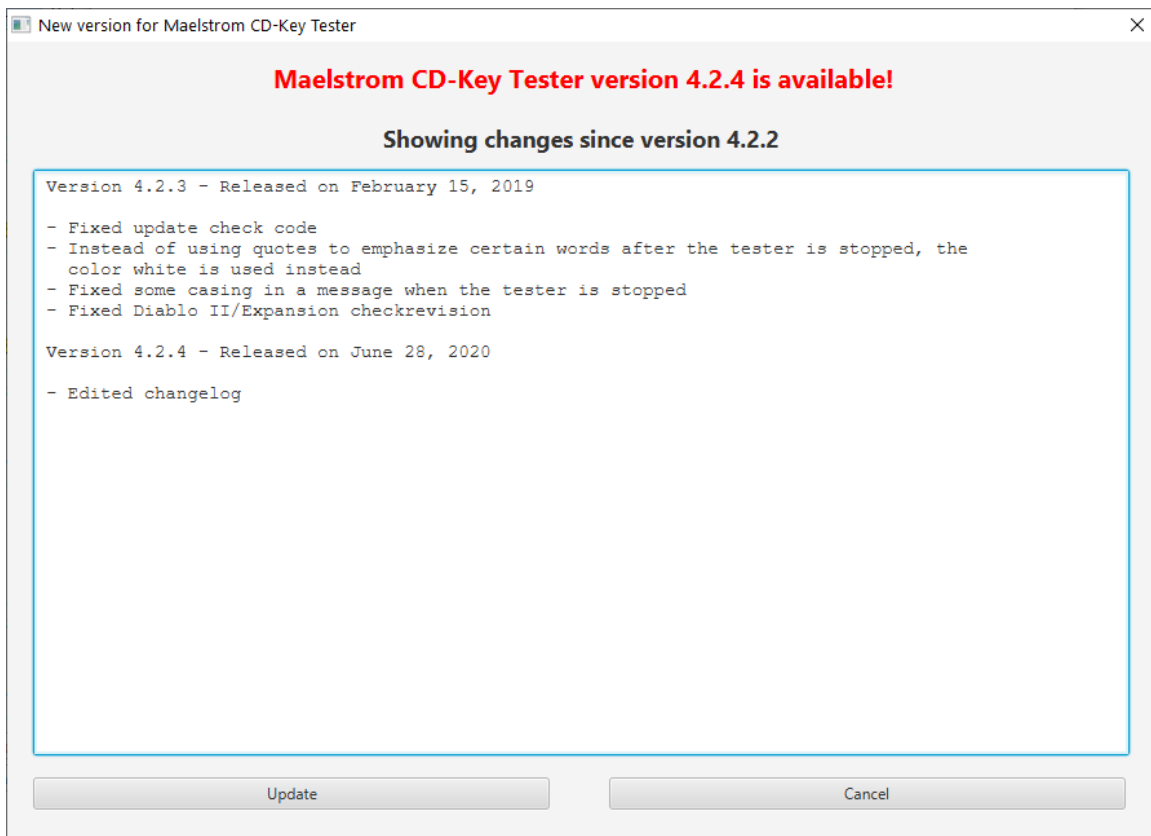 New version for Maelstrom CD-Key Tester
Maelstrom CD-Key Tester version 4.2.4 is available!
Showing changes since version 4.2.2
Version 4.2.3 - Released on February 15, 2019
- Fixed update check code
- Instead of using quotes to emphasize certain words after the tester is stopped, the
color white is used instead
- Fixed some casing in a message when the tester is stopped
- Fixed Diablo II/Expansion checkrevision
Version 4.2.4 - Released on June 28, 2020
- Edited changelog
Update
Cancel